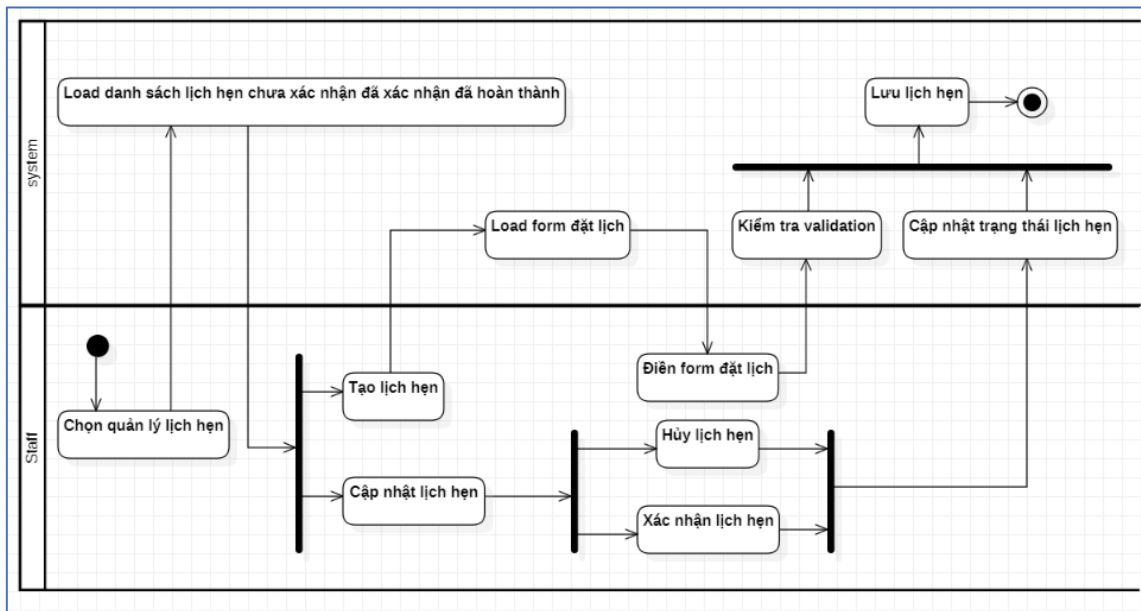 system
Load danh sách lịch hẹn chưa xác nhận đã xác nhận đã hoàn thành
Lưu lịch hẹn
Load form đặt lịch
Kiểm tra validation
Cập nhật trạng thái lịch hẹn
Staff
Chọn quản lý lịch hẹn
Tạo lịch hẹn
Điền form đặt lịch
Hủy lịch hẹn
Cập nhật lịch hẹn
Xác nhận lịch hẹn